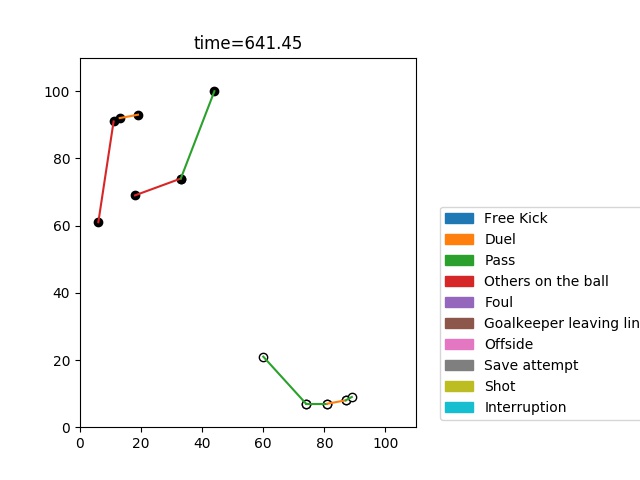 time=641.45
100
80
60
40
20
0
0 20 40 60 80 100
Free Kick
Duel
Pass
Others on the ball
Foul
Goalkeeper leaving lin
Offside
Save attempt
Shot
Interruption